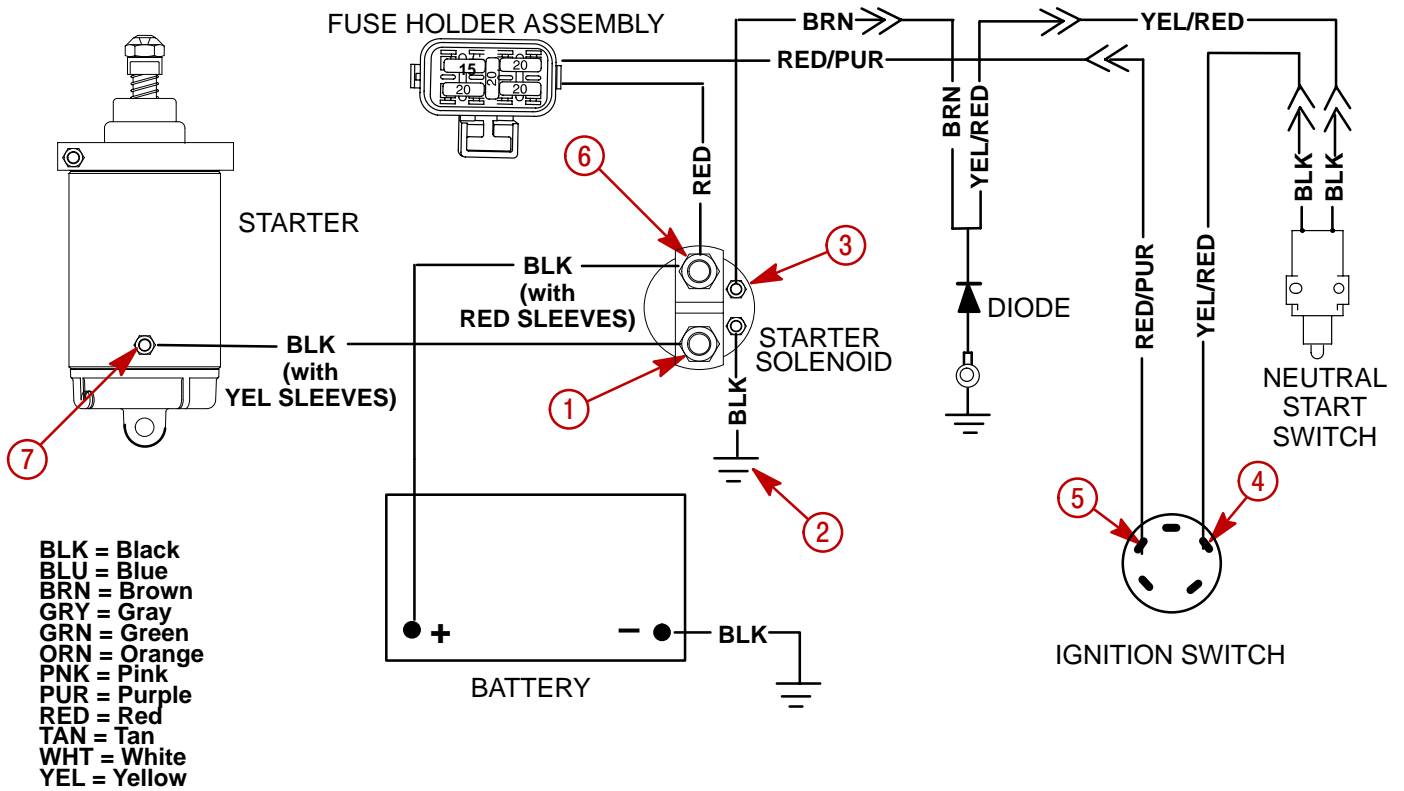 FUSE HOLDER ASSEMBLY
BRN
YEL/RED
RED/PUR
15
20
20
20
20
BRN
YEL/RED
RED
6
BLK
BLK
STARTER
3
BLK
(with
RED SLEEVES)
RED/PUR
YEL/RED
DIODE
STARTER
SOLENOID
BLK
(with
YEL SLEEVES)
BLK
NEUTRAL
START
SWITCH
1
7
2
5
4
BLK = Black
BLU = Blue
BRN = Brown
GRY = Gray
GRN = Green
ORN = Orange
PNK = Pink
PUR = Purple
RED = Red
TAN = Tan
WHT = White
YEL = Yellow
+
–
BLK
BATTERY
IGNITION SWITCH